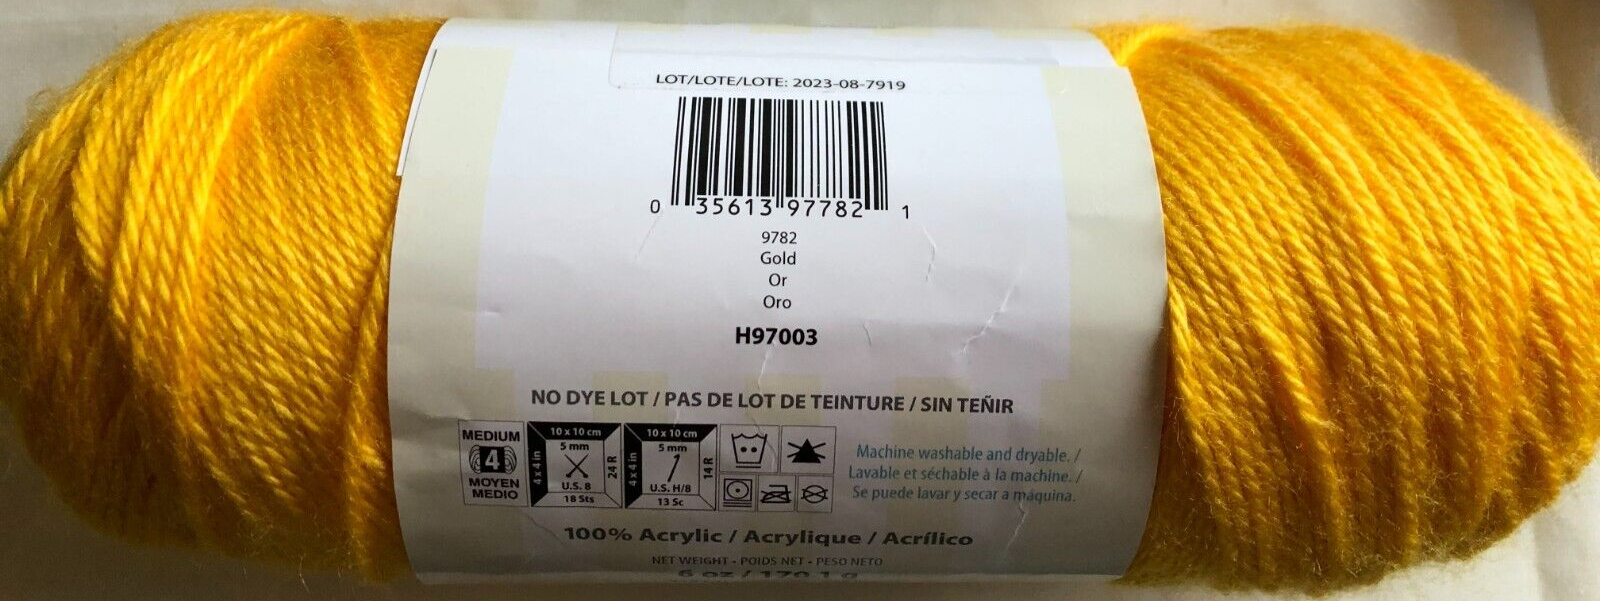 LOT/LOTE/LOTE: 2023-08-7919
0 35613 97782 1
9782
Gold
Or
Oro
H97003
NO DYE LOT / PAS DE LOT DE TEINTURE / SIN TEÑIR
MEDIUM
4
MOYEN
MEDIO
10 x 10 cm
4 x 4 in
5 mm
24 R
U.S. 8
18 Sts
10 x 10 cm
4 x 4 in
5 mm
14 R
U.S. H/8
13 Sc
Machine washable and dryable. /
Lavable et séchable à la machine. /
Se puede lavar y secar a máquina.
100% Acrylic / Acrylique / Acrílico
NET WEIGHT - POIDS NET - PESO NETO
6 oz / 170.1 g